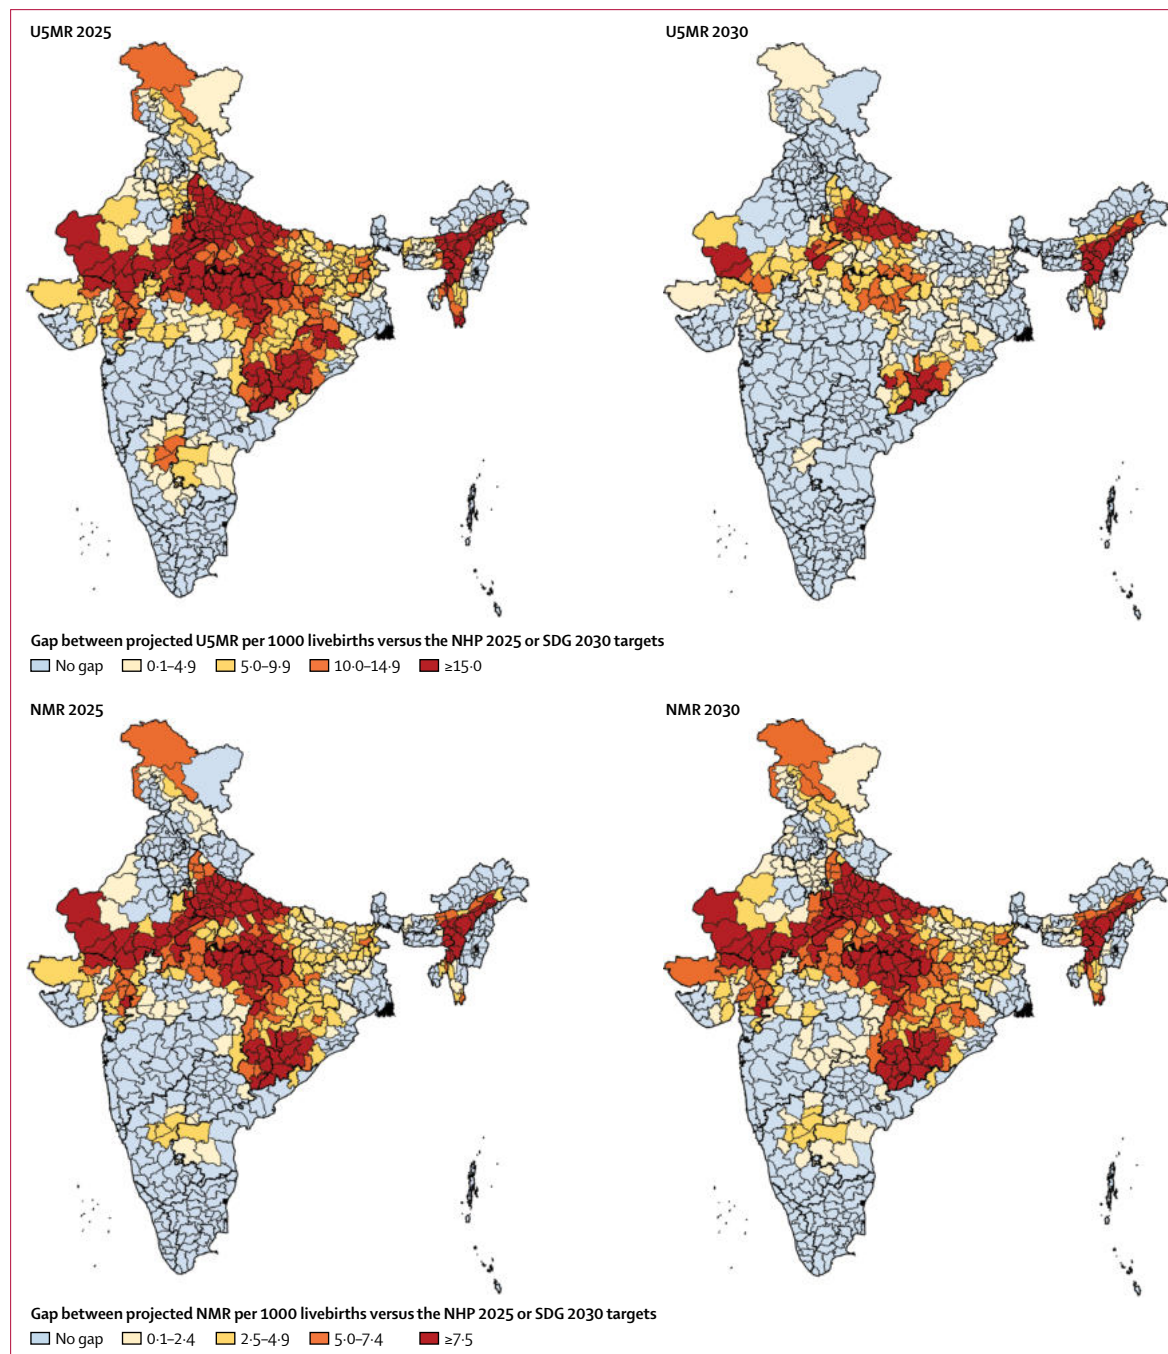 U5MR 2025
U5MR 2030
Gap between projected U5MR per 1000 livebirths versus the NHP 2025 or SDG 2030 targets
No gap 0·1–4·9 5·0–9·9 10·0–14·9 ≥15·0
NMR 2025
NMR 2030
Gap between projected NMR per 1000 livebirths versus the NHP 2025 or SDG 2030 targets
No gap 0·1–2·4 2·5–4·9 5·0–7·4 ≥7·5